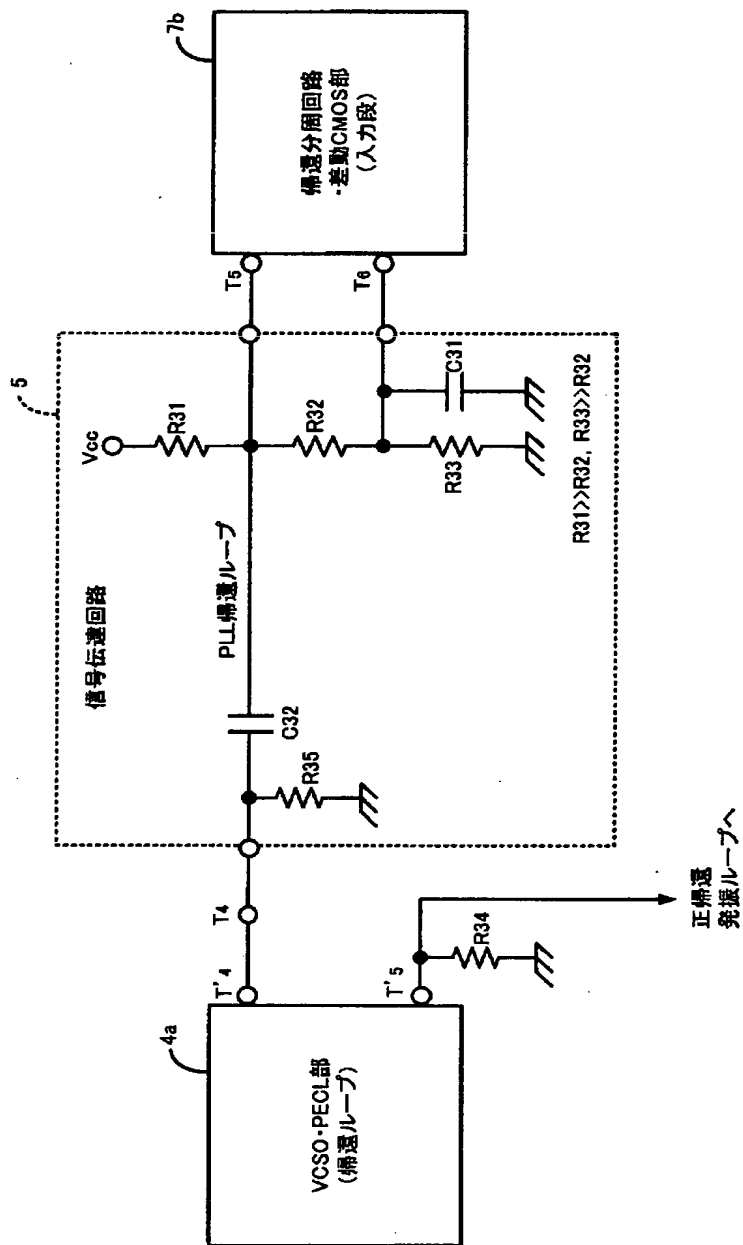 4a
VCSO・PECL部
(帰還ループ)
T'4
T'5
T4
R34
正帰還
発振ループへ
5
信号伝達回路
R35
C32
PLL帰還ループ
Vcc
R31
R32
R33
C31
R31>>R32, R33>>R32
T5
T6
7b
帰還分周回路
・差動CMOS部
(入力段)